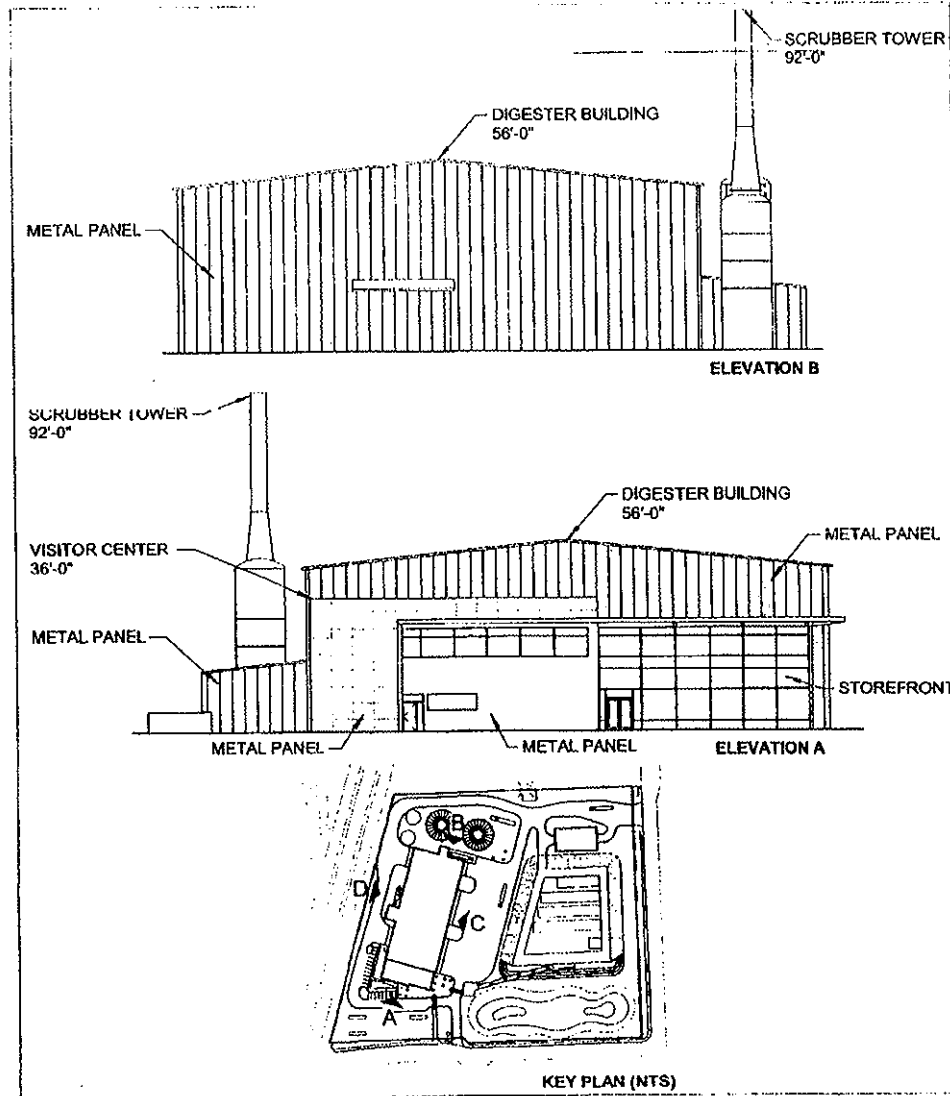 SCRUBBER TOWER
92'-0"
DIGESTER BUILDING
56'-0"
METAL PANEL
ELEVATION B
SCRUBBER TOWER
92'-0"
DIGESTER BUILDING
56'-0"
METAL PANEL
VISITOR CENTER
36'-0"
METAL PANEL
STOREFRONT
METAL PANEL
METAL PANEL
ELEVATION A
B
D
C
A
KEY PLAN (NTS)